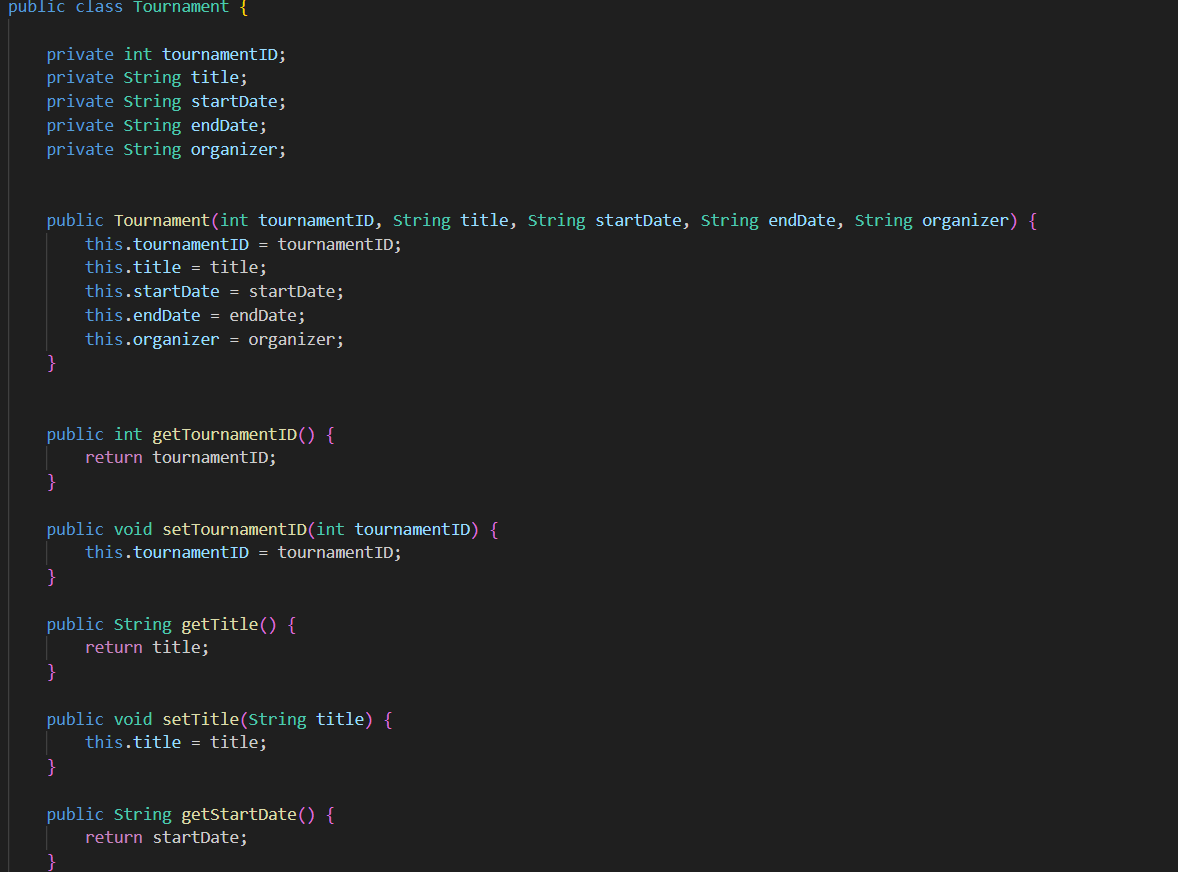 public class Tournament {
private int tournamentID;
private String title;
private String startDate;
private String endDate;
private String organizer;
public Tournament(int tournamentID, String title, String startDate, String endDate, String organizer) {
this.tournamentID = tournamentID;
this.title = title;
this.startDate = startDate;
this.endDate = endDate;
this.organizer = organizer;
}
public int getTournamentID() {
return tournamentID;
}
public void setTournamentID(int tournamentID) {
this.tournamentID = tournamentID;
}
public String getTitle() {
return title;
}
public void setTitle(String title) {
this.title = title;
}
public String getStartDate() {
return startDate;
}